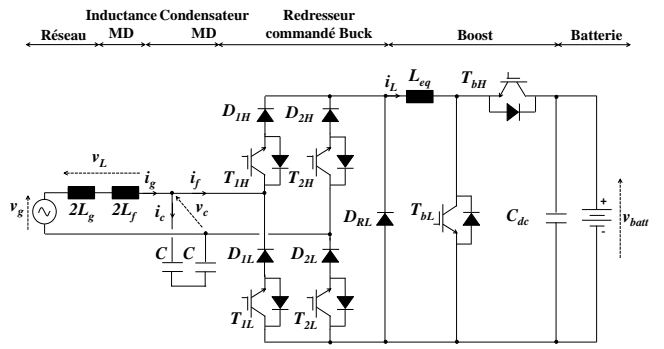 Inductance Condensateur Redresseur
Réseau MD MD commandé Buck Boost Batterie
i_L L_eq T_bH
D_1H D_2H
v_L
i_g i_f T_1H T_2H
v_g 2L_g 2L_f i_c v_c
D_RL T_bL C_dc + - v_batt
C C D_1L D_2L
T_1L T_2L